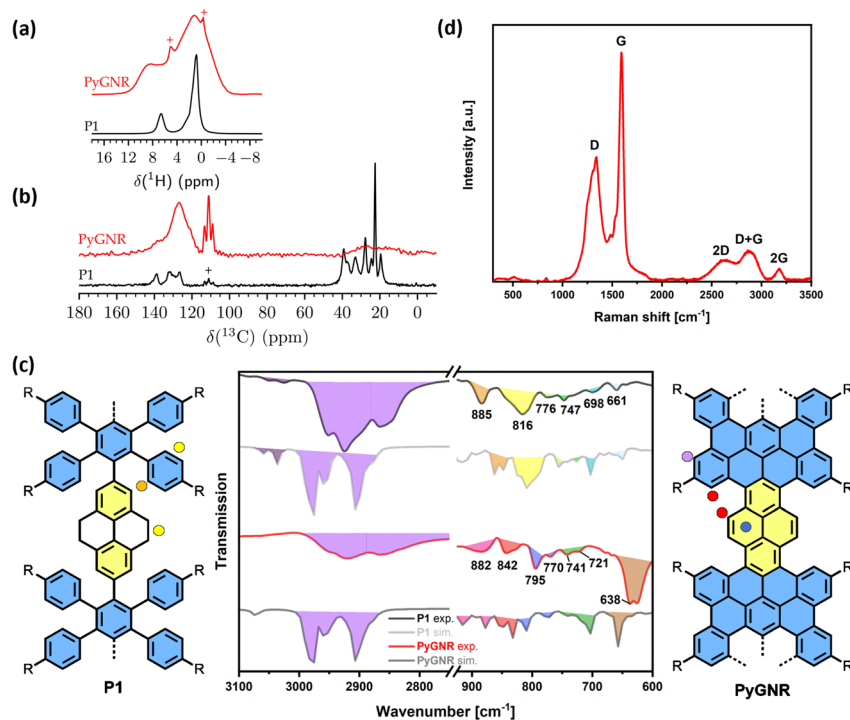 (a)
+
+
PyGNR
P1
16 12 8 4 0 −4 −8
δ(¹H) (ppm)
(b)
PyGNR
P1
+
180 160 140 120 100 80 60 40 20 0
δ(¹³C) (ppm)
(d)
Intensity [a.u.]
D
G
2D
D+G
2G
500 1000 1500 2000 2500 3000 3500
Raman shift [cm⁻¹]
(c)
R
R
R
R
R
R
R
R
P1
Transmission
885
816
776
747
698
661
882
842
795
770
741
721
638
P1 exp.
P1 sim.
PyGNR exp.
PyGNR sim.
3100 3000 2900 2800 900 800 700 600
Wavenumber [cm⁻¹]
R
R
R
R
R
R
R
R
PyGNR